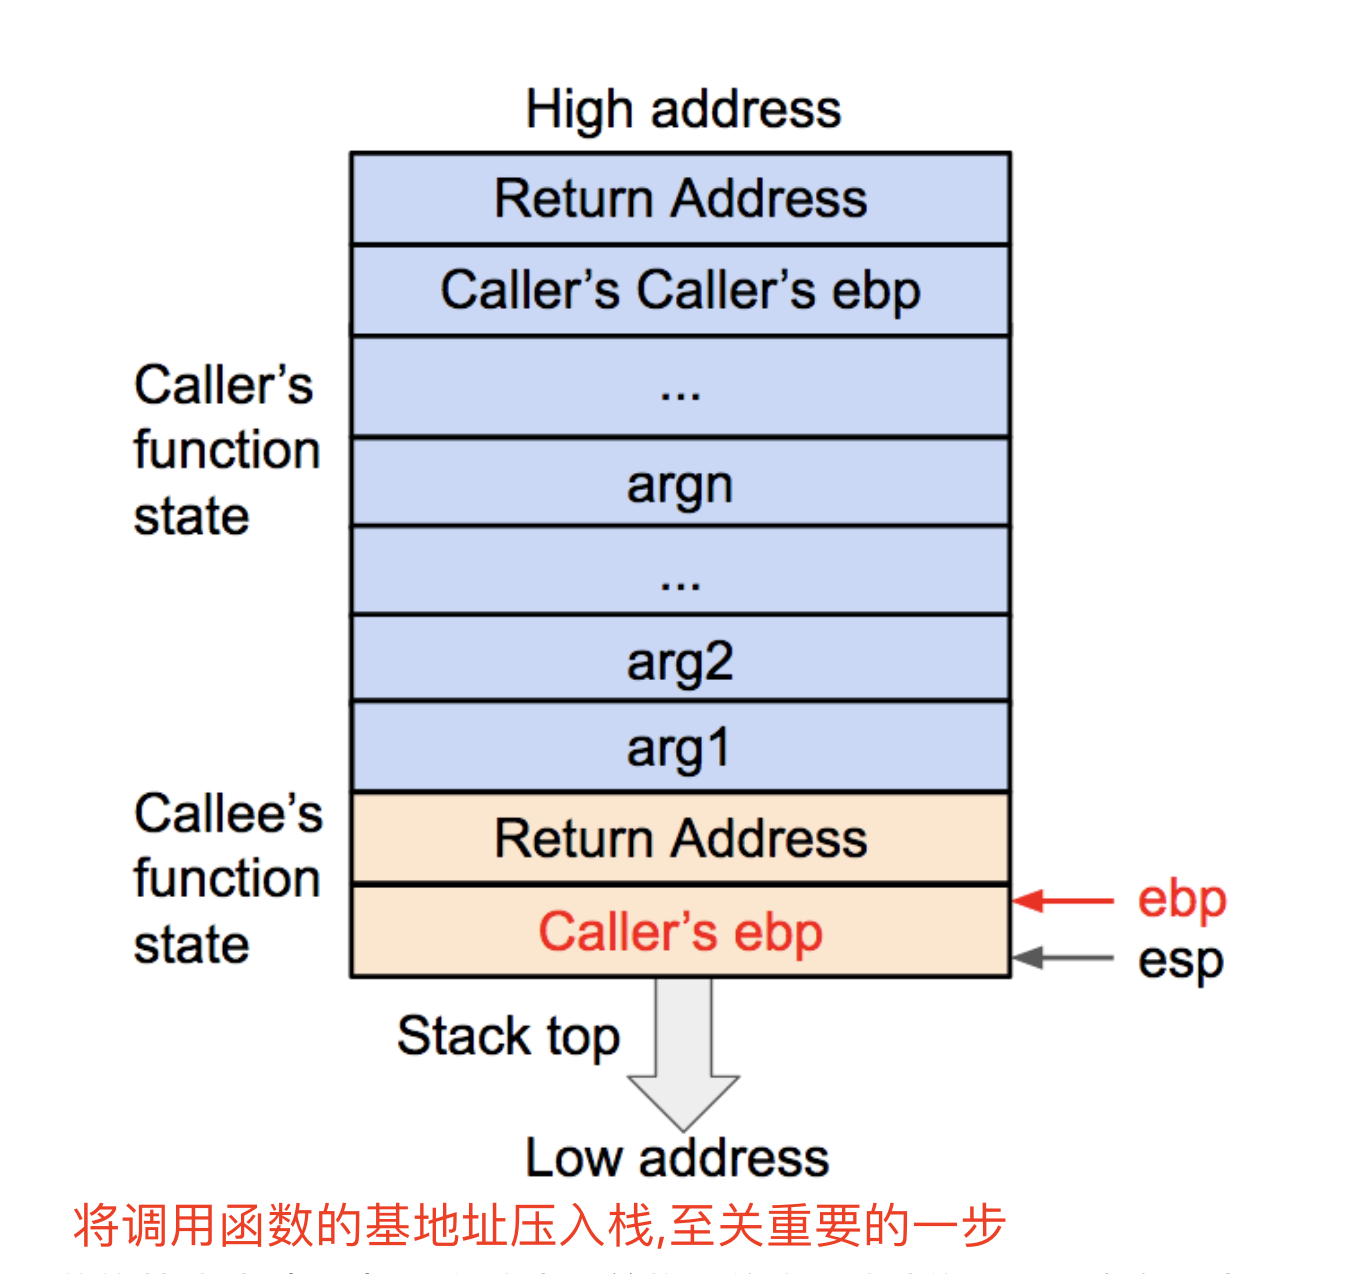 High address
Return Address
Caller’s Caller’s ebp
...
Caller’s
function
state
argn
...
arg2
arg1
Callee’s
function
state
Return Address
Caller’s ebp
ebp
esp
Stack top
Low address
将调用函数的基地址压入栈,至关重要的一步